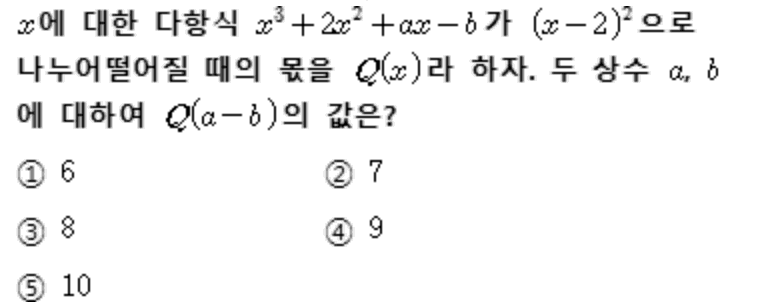 x에 대한 다항식 x³+2x²+ax−b가 (x−2)²으로
나누어떨어질 때의 몫을 Q(x)라 하자. 두 상수 a, b
에 대하여 Q(a−b)의 값은?
① 6 ② 7
③ 8 ④ 9
⑤ 10